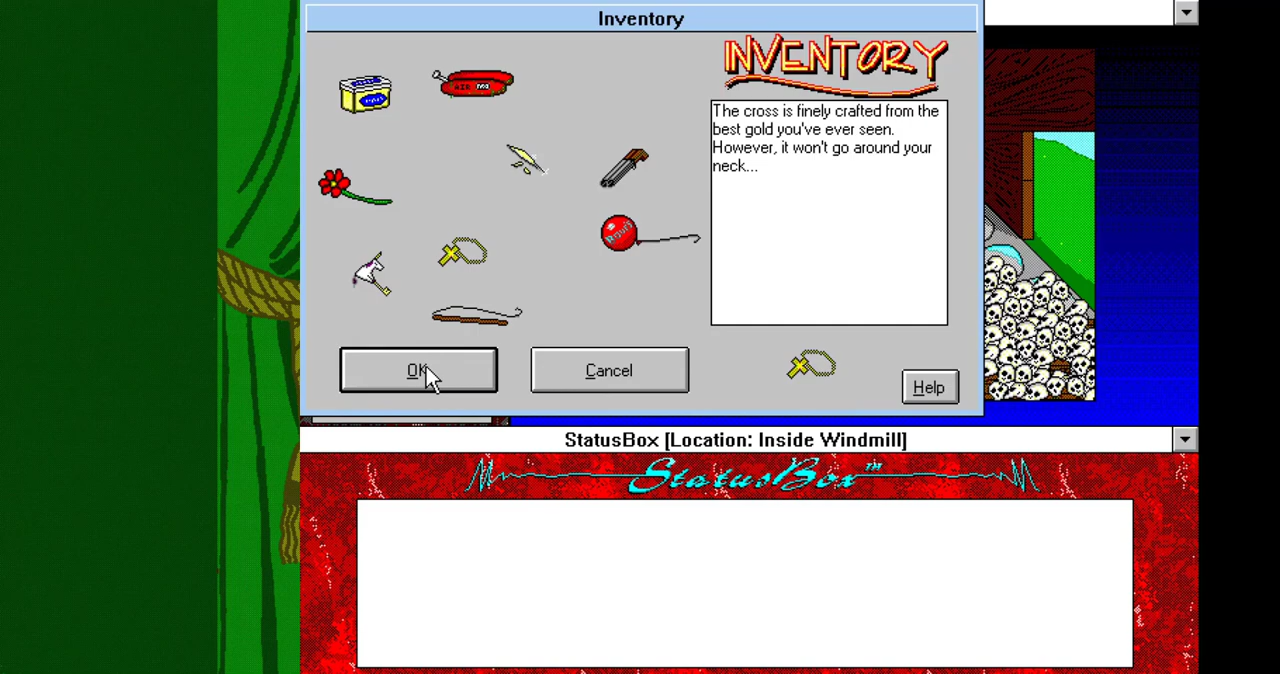 Inventory
INVENTORY
The cross is finely crafted from the
best gold you've ever seen.
However, it won't go around your
neck...
OK
Cancel
Help
StatusBox [Location: Inside Windmill]
StatusBox™